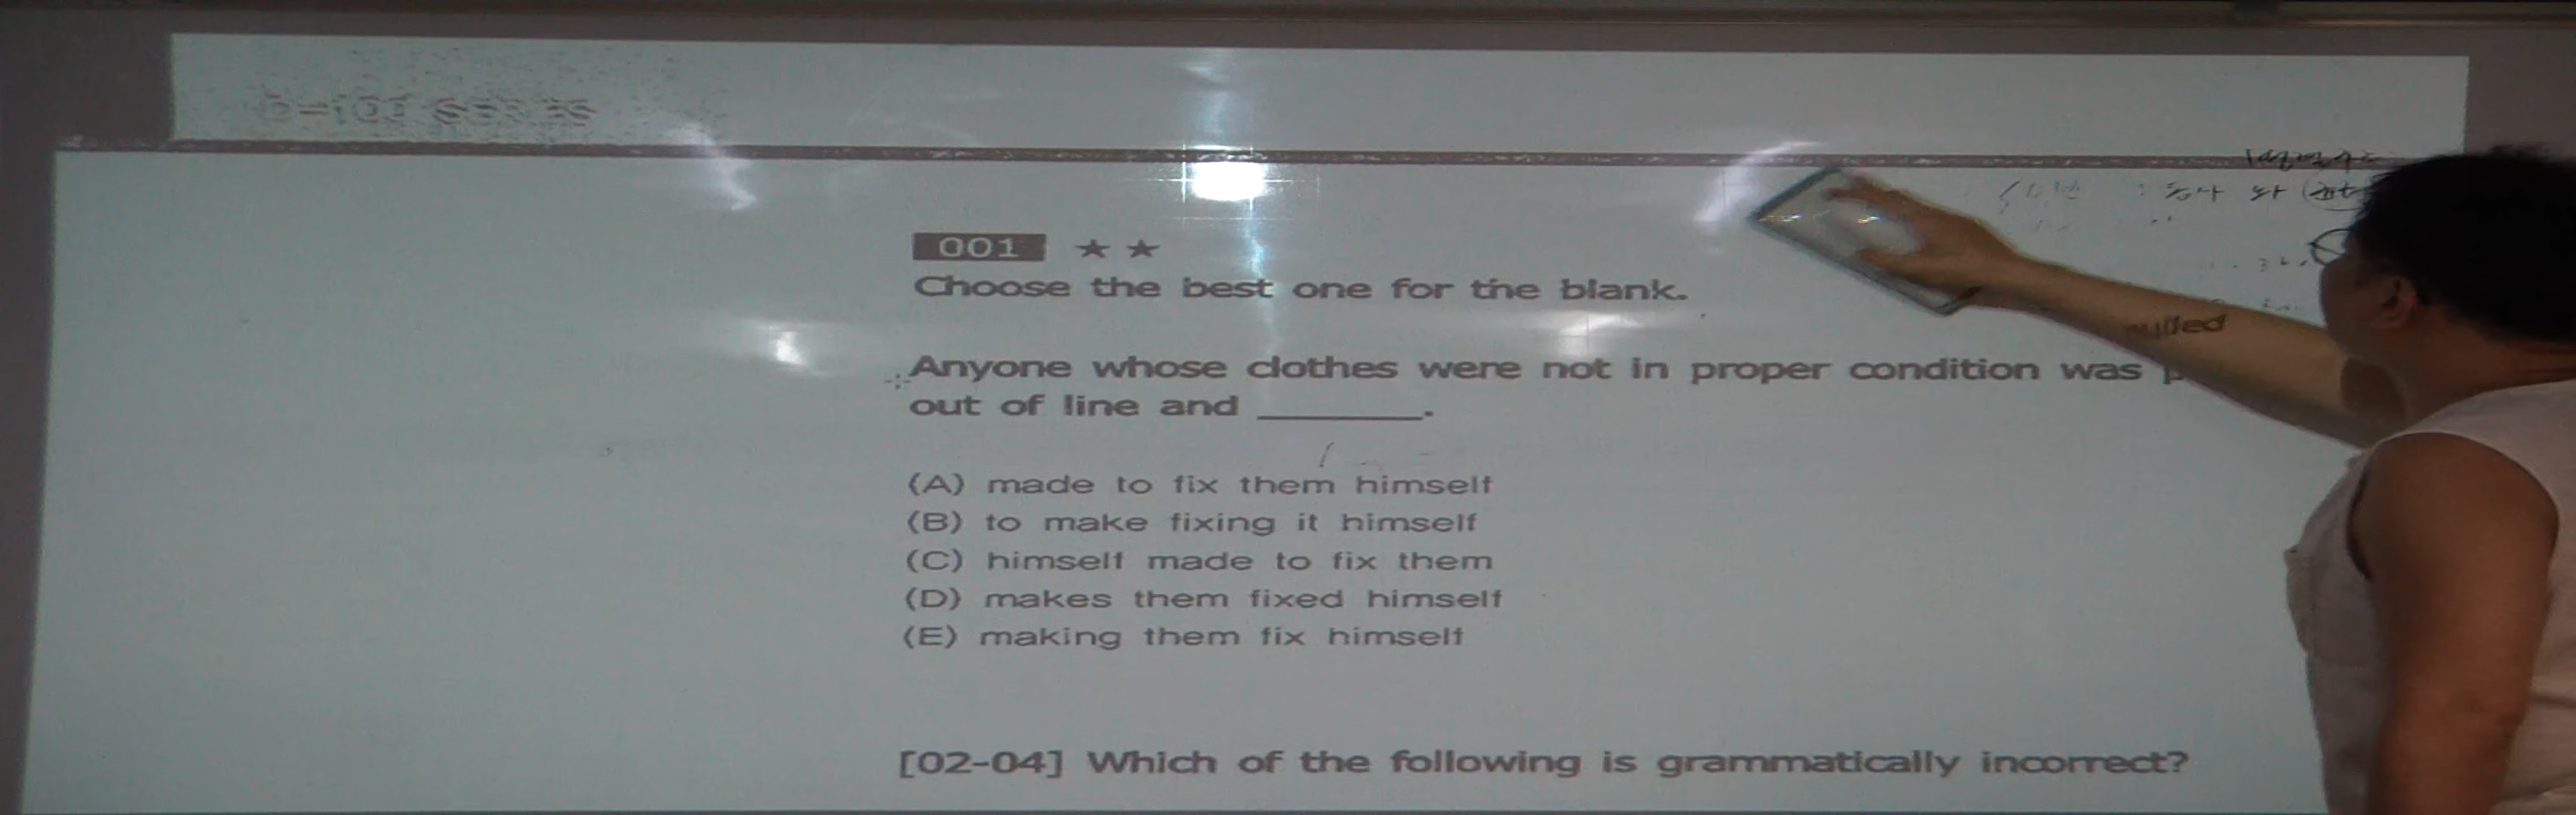 001 ★★
Choose the best one for the blank.
Anyone whose clothes were not in proper condition was
out of line and ________.
(A) made to fix them himself
(B) to make fixing it himself
(C) himself made to fix them
(D) makes them fixed himself
(E) making them fix himself
[02-04] Which of the following is grammatically incorrect?